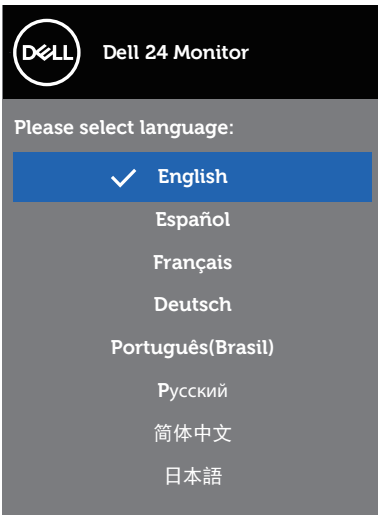 DELL
Dell 24 Monitor
Please select language:
English
Español
Français
Deutsch
Português(Brasil)
Русский
简体中文
日本語